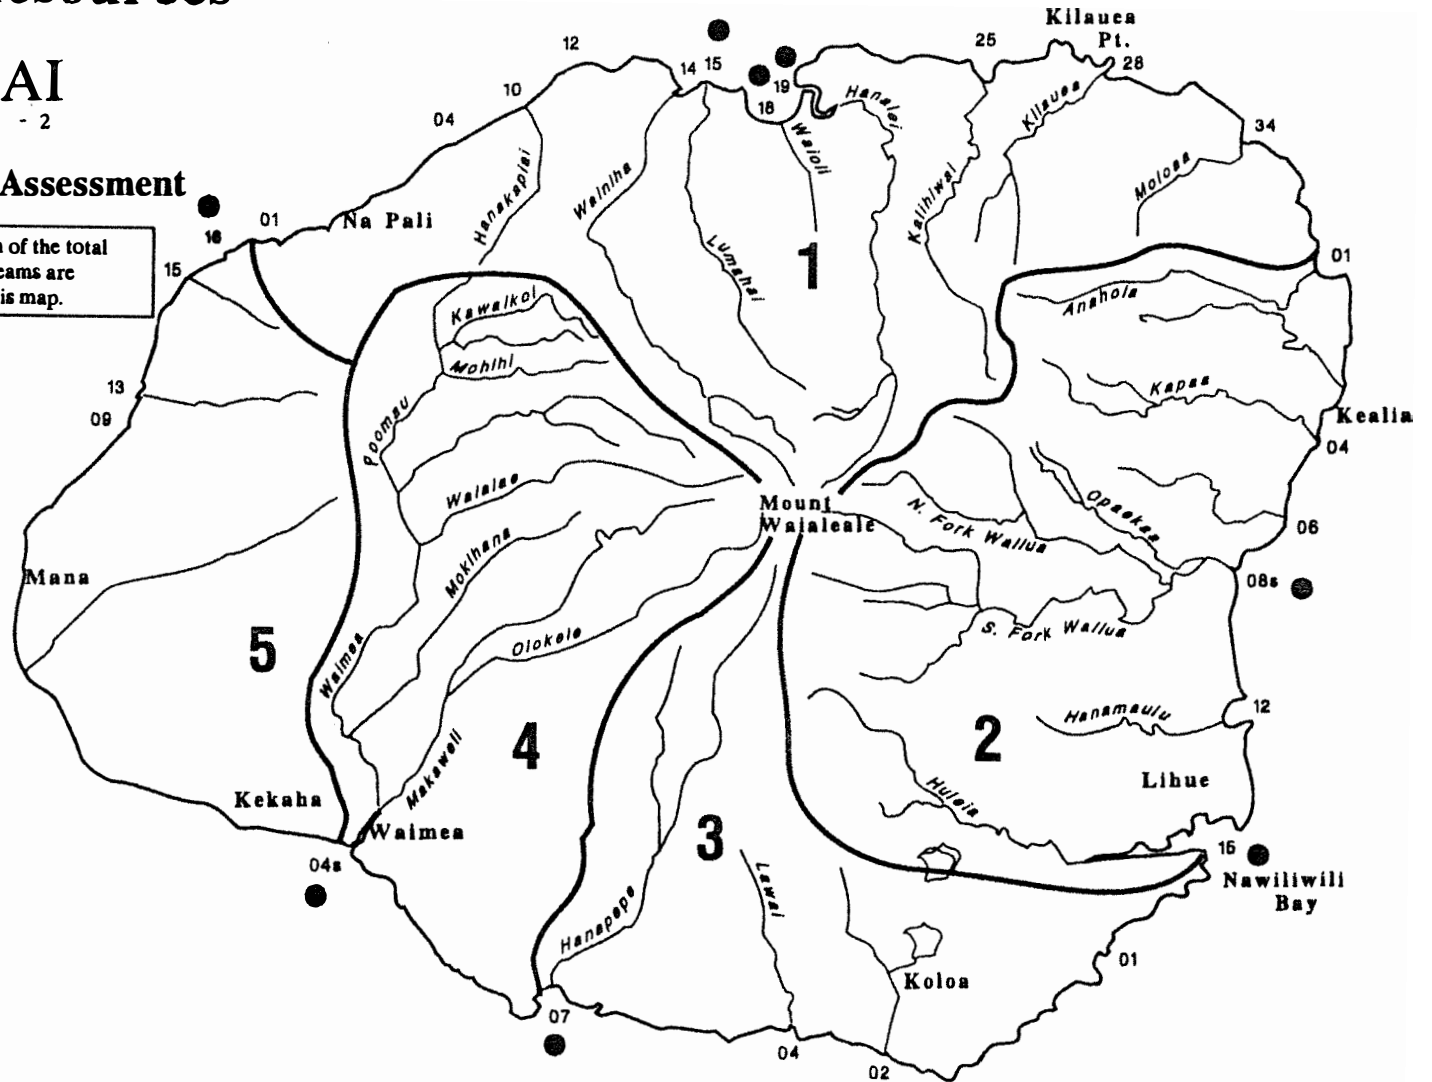 AI
- 2
Assessment
of the total
eams are
is map.
Kilauea
Pt.
12
14
15
25
28
10
19
18
04
34
16
01
Na Pali
15
01
13
09
Kealia
04
06
08s
Mana
12
Lihue
Kekaha
Waimea
04s
15
Nawiliwili
Bay
01
Koloa
07
04
02
Mount
Waialeale
1
2
3
4
5
Hanakapiai
Wainiha
Lumahai
Waioli
Hanalei
Kalihiwai
Kilauea
Moloaa
Anahola
Kapaa
Opaekaa
N. Fork Wailua
S. Fork Wailua
Hanamaulu
Huleia
Lawai
Hanapepe
Makaweli
Olokele
Mokihana
Waimea
Waialae
Poomau
Mohihi
Kawaikoi